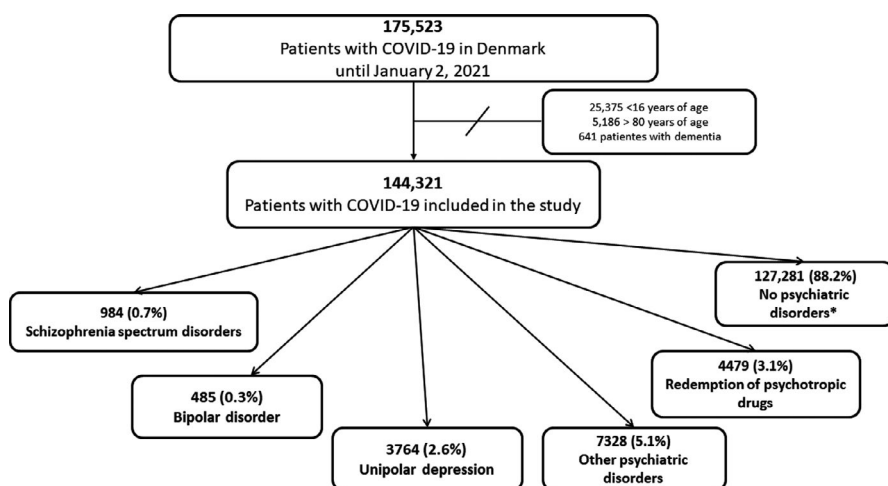 175,523
Patients with COVID-19 in Denmark
until January 2, 2021
25,375 <16 years of age
5,186 > 80 years of age
641 patientes with dementia
144,321
Patients with COVID-19 included in the study
127,281 (88.2%)
No psychiatric
disorders*
984 (0.7%)
Schizophrenia spectrum disorders
4479 (3.1%)
Redemption of psychotropic
drugs
485 (0.3%)
Bipolar disorder
3764 (2.6%)
Unipolar depression
7328 (5.1%)
Other psychiatric
disorders